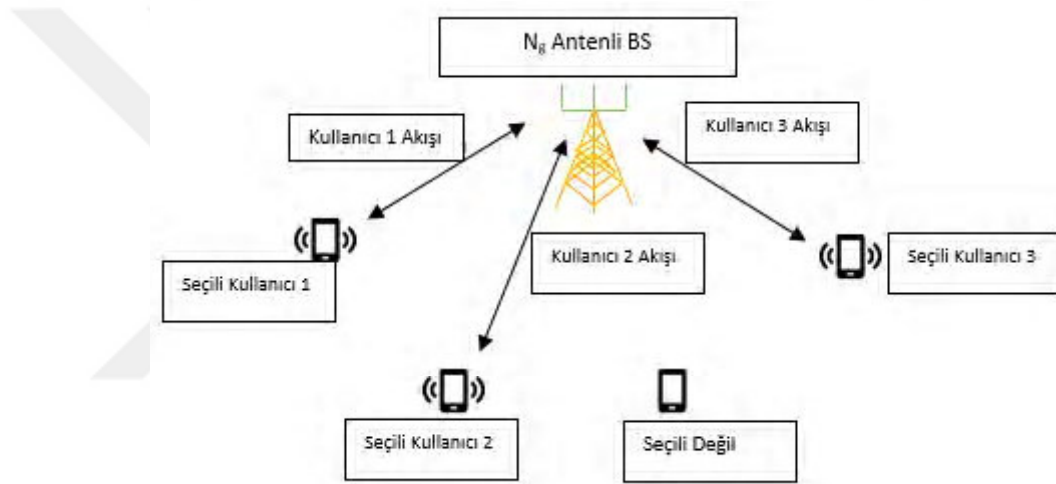 N₈ Antenli BS
Kullanıcı 1 Akışı
Kullanıcı 3 Akışı
Kullanıcı 2 Akışı
Seçili Kullanıcı 1
Seçili Kullanıcı 3
Seçili Kullanıcı 2
Seçili Değil